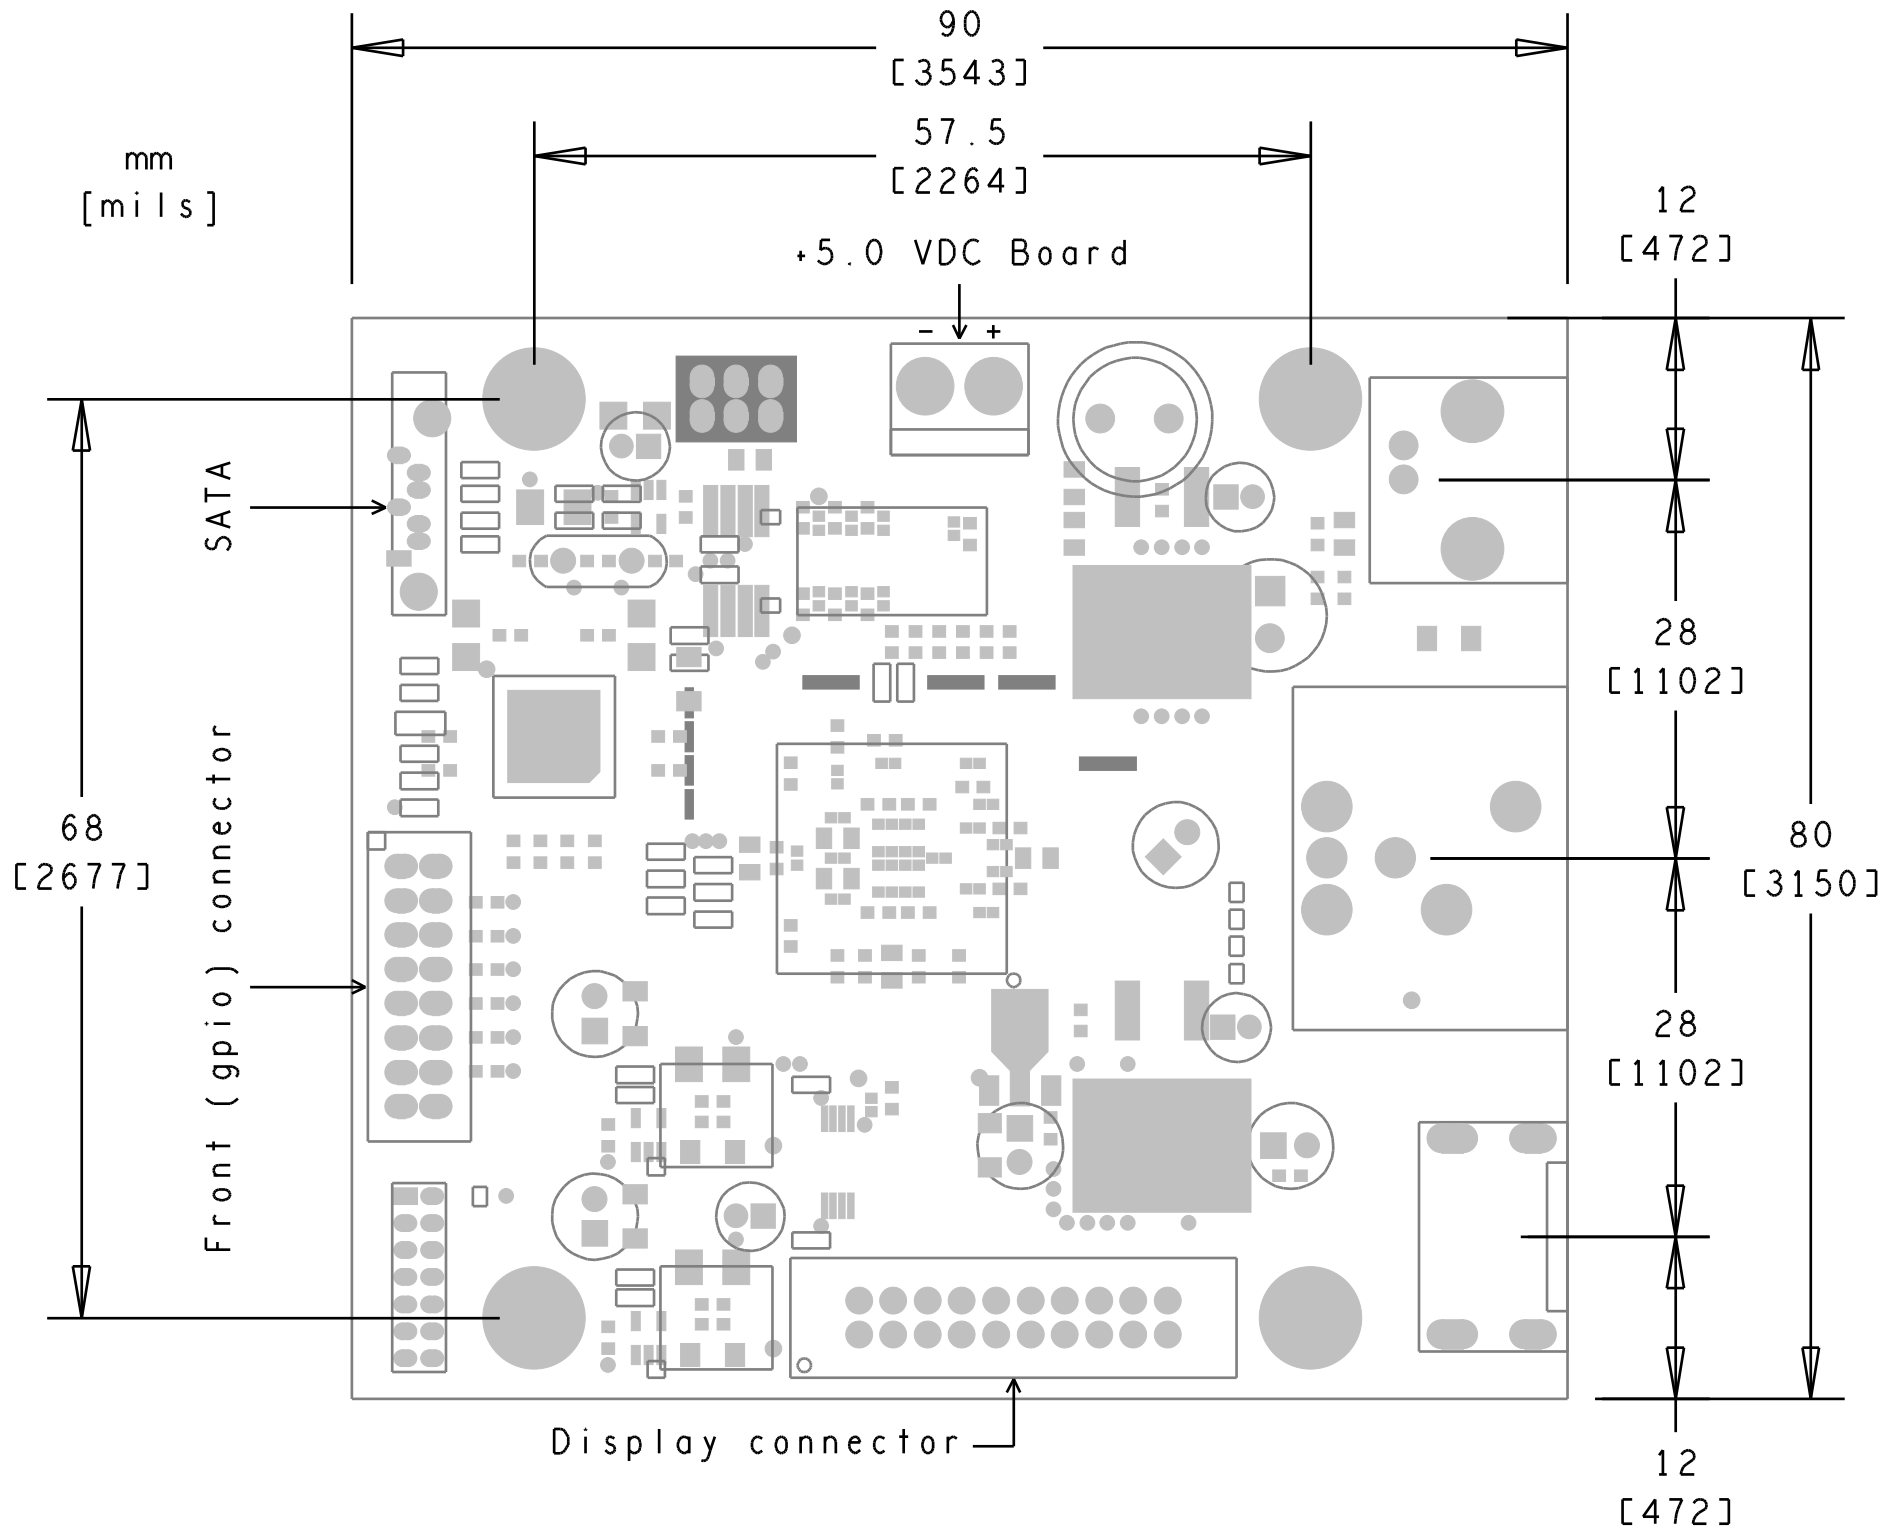 90
[3543]
57.5
[2264]
mm
[mils]
12
[472]
+5.0 VDC Board
- +
SATA
28
[1102]
68
[2677]
80
[3150]
Front (gpio) connector
28
[1102]
Display connector
12
[472]